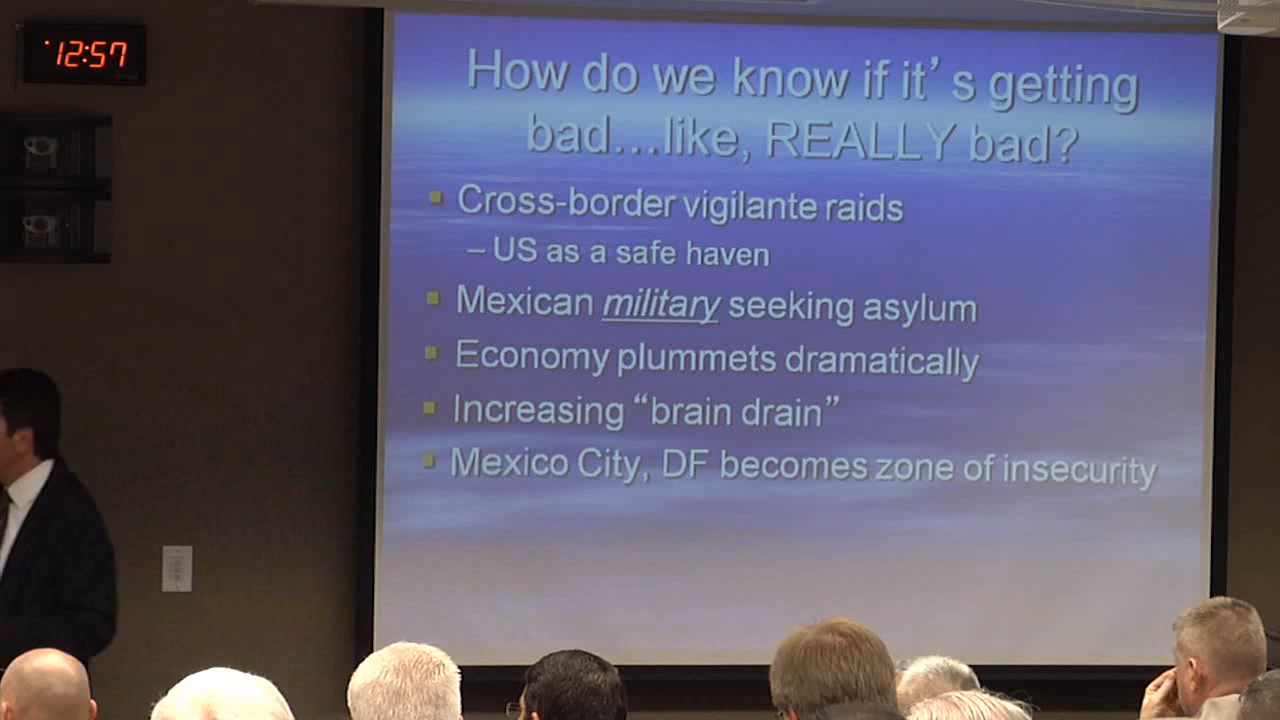 12:57
How do we know if it’s getting
bad…like, REALLY bad?
Cross-border vigilante raids
– US as a safe haven
Mexican military seeking asylum
Economy plummets dramatically
Increasing “brain drain”
Mexico City, DF becomes zone of insecurity